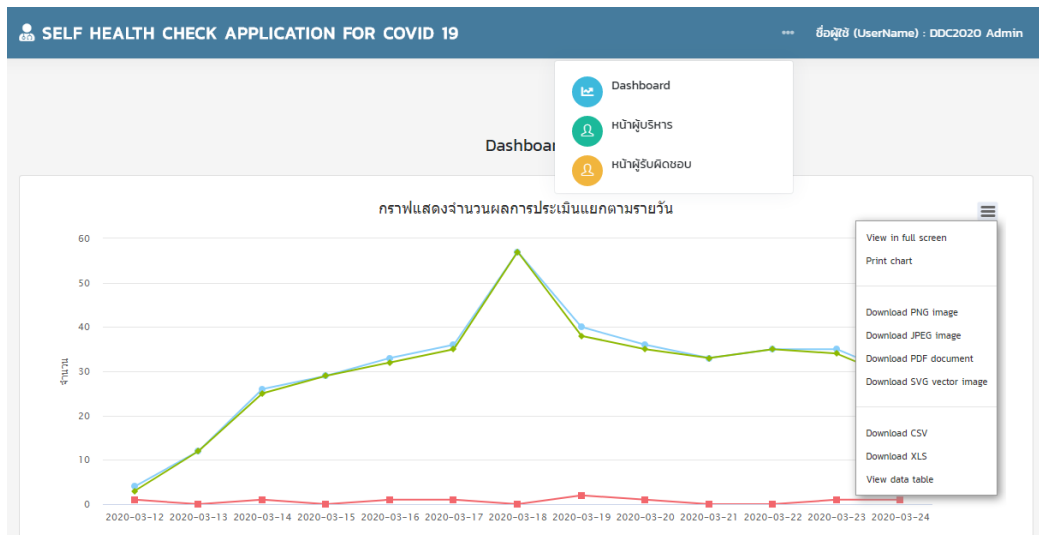 SELF HEALTH CHECK APPLICATION FOR COVID 19
ชื่อผู้ใช้ (UserName) : DDC2020 Admin
Dashboard
หน้าผู้บริหาร
หน้าผู้รับผิดชอบ
Dashboar
กราฟแสดงจำนวนผลการประเมินแยกตามรายวัน
View in full screen
Print chart
Download PNG image
Download JPEG image
Download PDF document
Download SVG vector image
Download CSV
Download XLS
View data table
จำนวน
60
50
40
30
20
10
0
2020-03-12 2020-03-13 2020-03-14 2020-03-15 2020-03-16 2020-03-17 2020-03-18 2020-03-19 2020-03-20 2020-03-21 2020-03-22 2020-03-23 2020-03-24